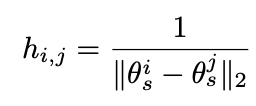 h_{i,j} = \frac{1}{\|\theta_s^i - \theta_s^j\|_2}